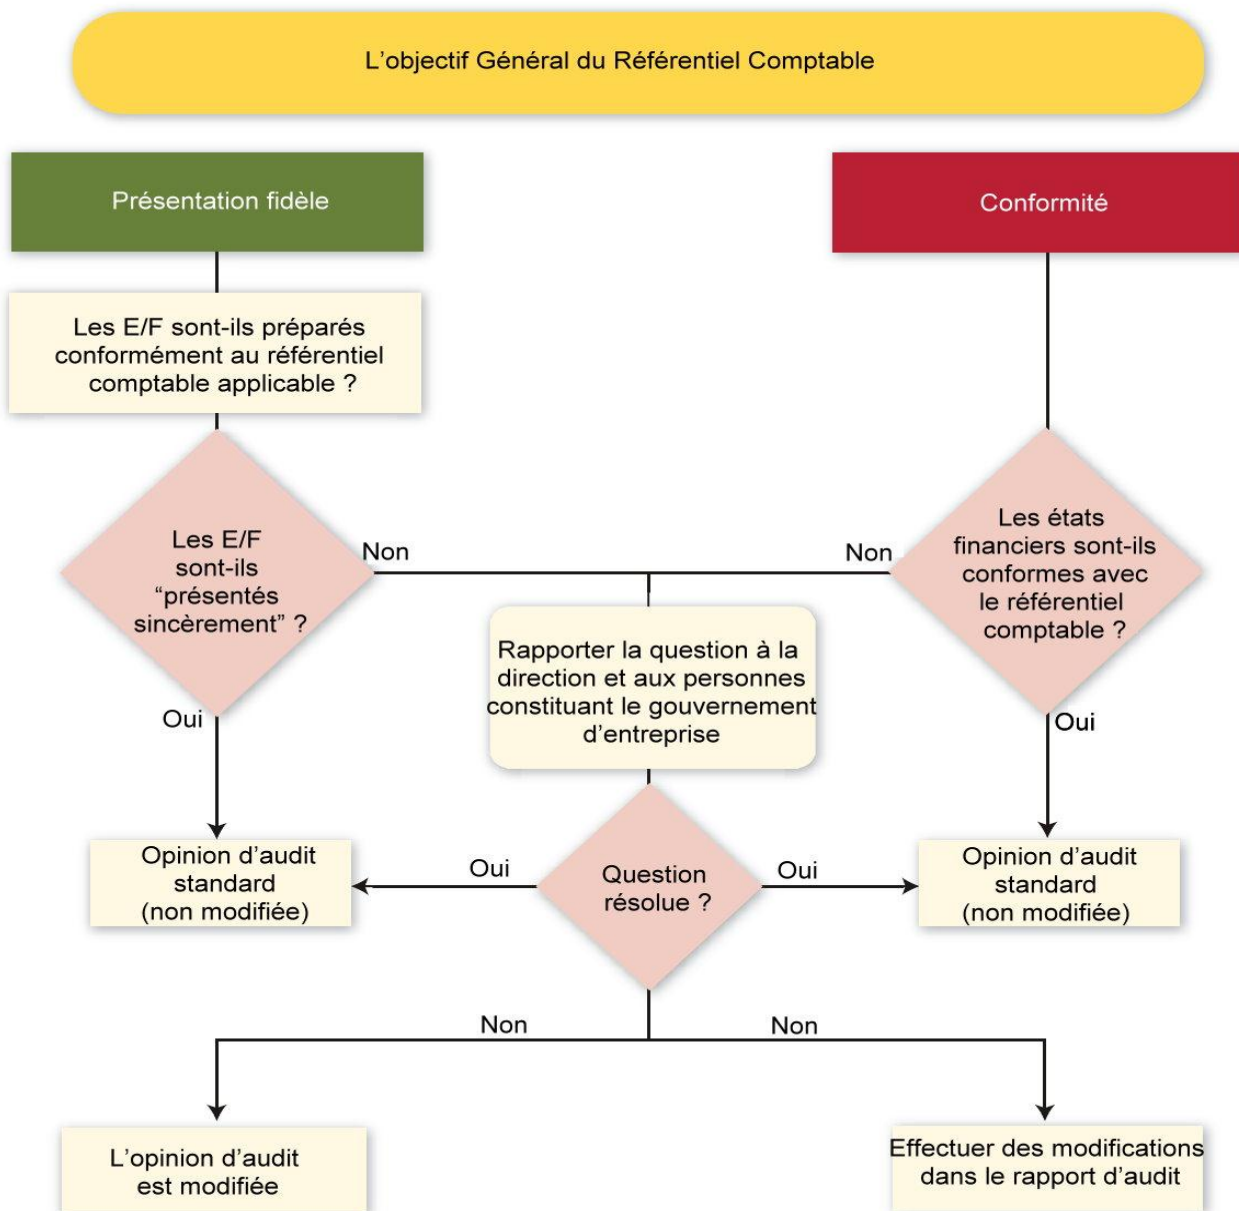 L'objectif Général du Référentiel Comptable
Présentation fidèle
Conformité
Les E/F sont-ils préparés
conformément au référentiel
comptable applicable ?
Les E/F
sont-ils
“présentés
sincèrement” ?
Non
Non
Les états
financiers sont-ils
conformes avec
le référentiel
comptable ?
Rapporter la question à la
direction et aux personnes
constituant le gouvernement
d'entreprise
Oui
Oui
Opinion d'audit
standard
(non modifiée)
Oui
Question
résolue ?
Oui
Opinion d'audit
standard
(non modifiée)
Non
Non
L'opinion d'audit
est modifiée
Effectuer des modifications
dans le rapport d'audit